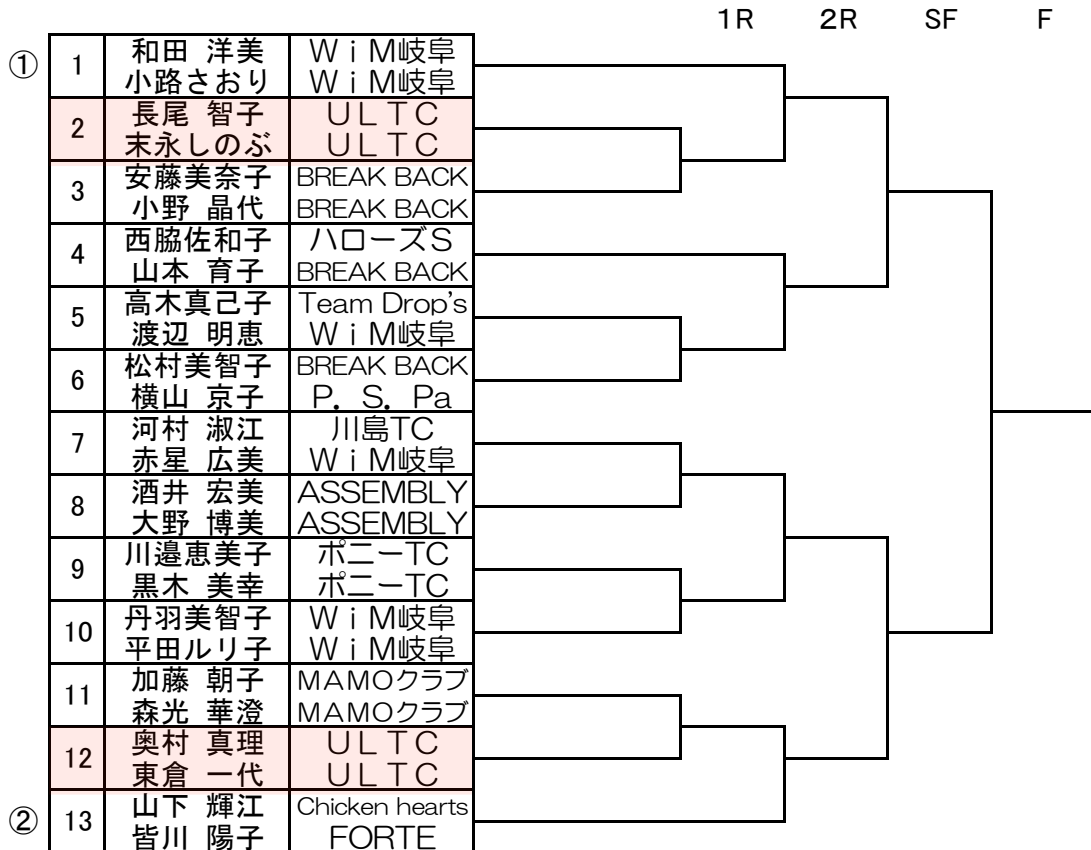 1R 2R SF F
① 1 和田 洋美 WiM岐阜
小路さおり WiM岐阜
2 長尾 智子 ULTC
末永しのぶ ULTC
3 安藤美奈子 BREAK BACK
小野 晶代 BREAK BACK
4 西脇佐和子 ハローズS
山本 育子 BREAK BACK
5 高木真己子 Team Drop's
渡辺 明恵 WiM岐阜
6 松村美智子 BREAK BACK
横山 京子 P. S. Pa
7 河村 淑江 川島TC
赤星 広美 WiM岐阜
8 酒井 宏美 ASSEMBLY
大野 博美 ASSEMBLY
9 川邉恵美子 ポニーTC
黒木 美幸 ポニーTC
10 丹羽美智子 WiM岐阜
平田ルリ子 WiM岐阜
11 加藤 朝子 MAMOクラブ
森光 華澄 MAMOクラブ
12 奥村 真理 ULTC
東倉 一代 ULTC
② 13 山下 輝江 Chicken hearts
皆川 陽子 FORTE